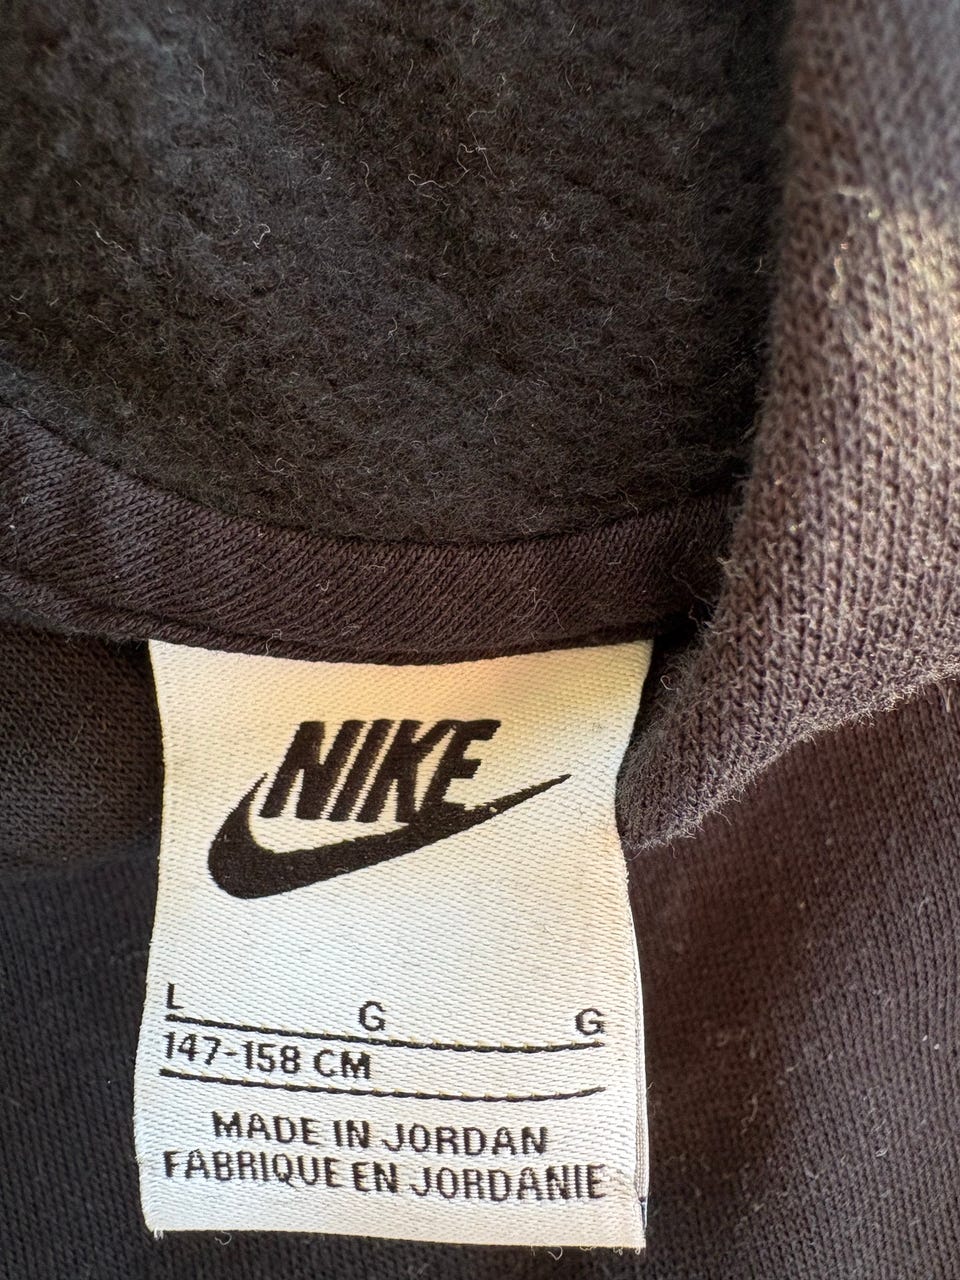 NIKE
L G G
147-158 CM
MADE IN JORDAN
FABRIQUE EN JORDANIE